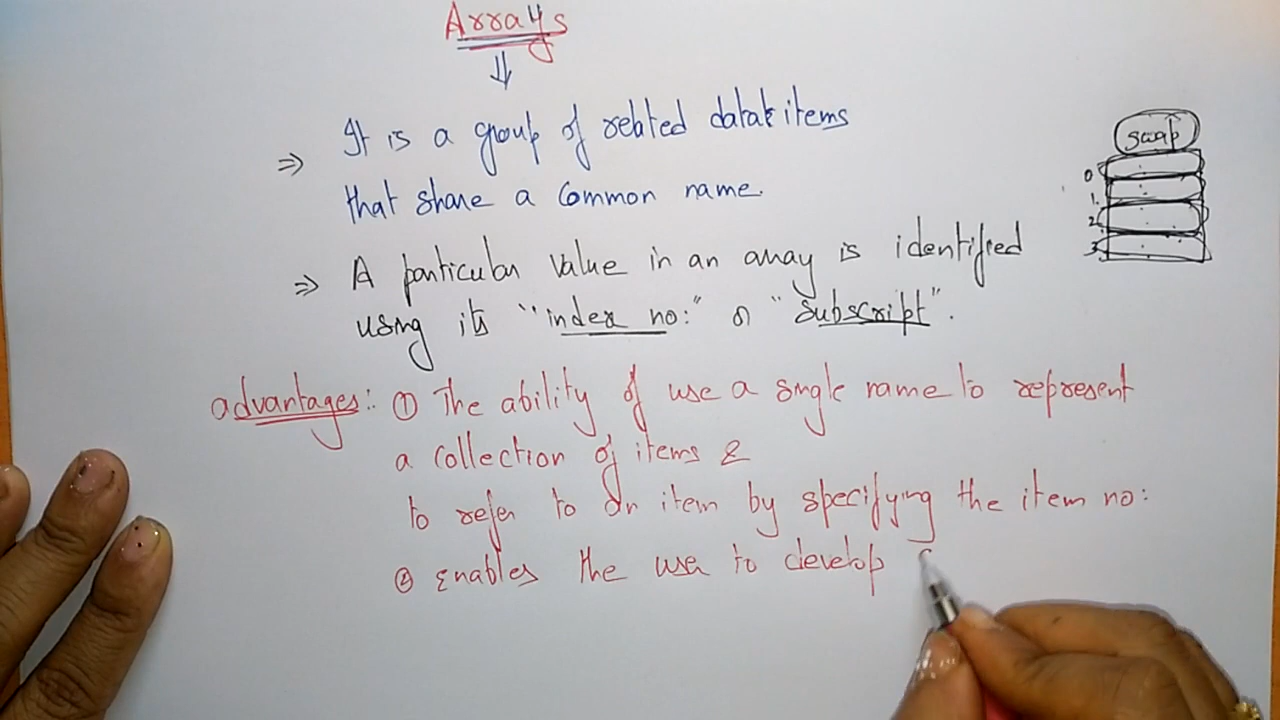 Arrays
⇒ It is a group of related data items
that share a common name.
⇒ A particular value in an array is identified
using its "index no:" or "subscript".
advantages: ① The ability of use a single name to represent
a collection of items &
to refer to an item by specifying the item no:
② enables the user to develop
swap
0
1
2
3